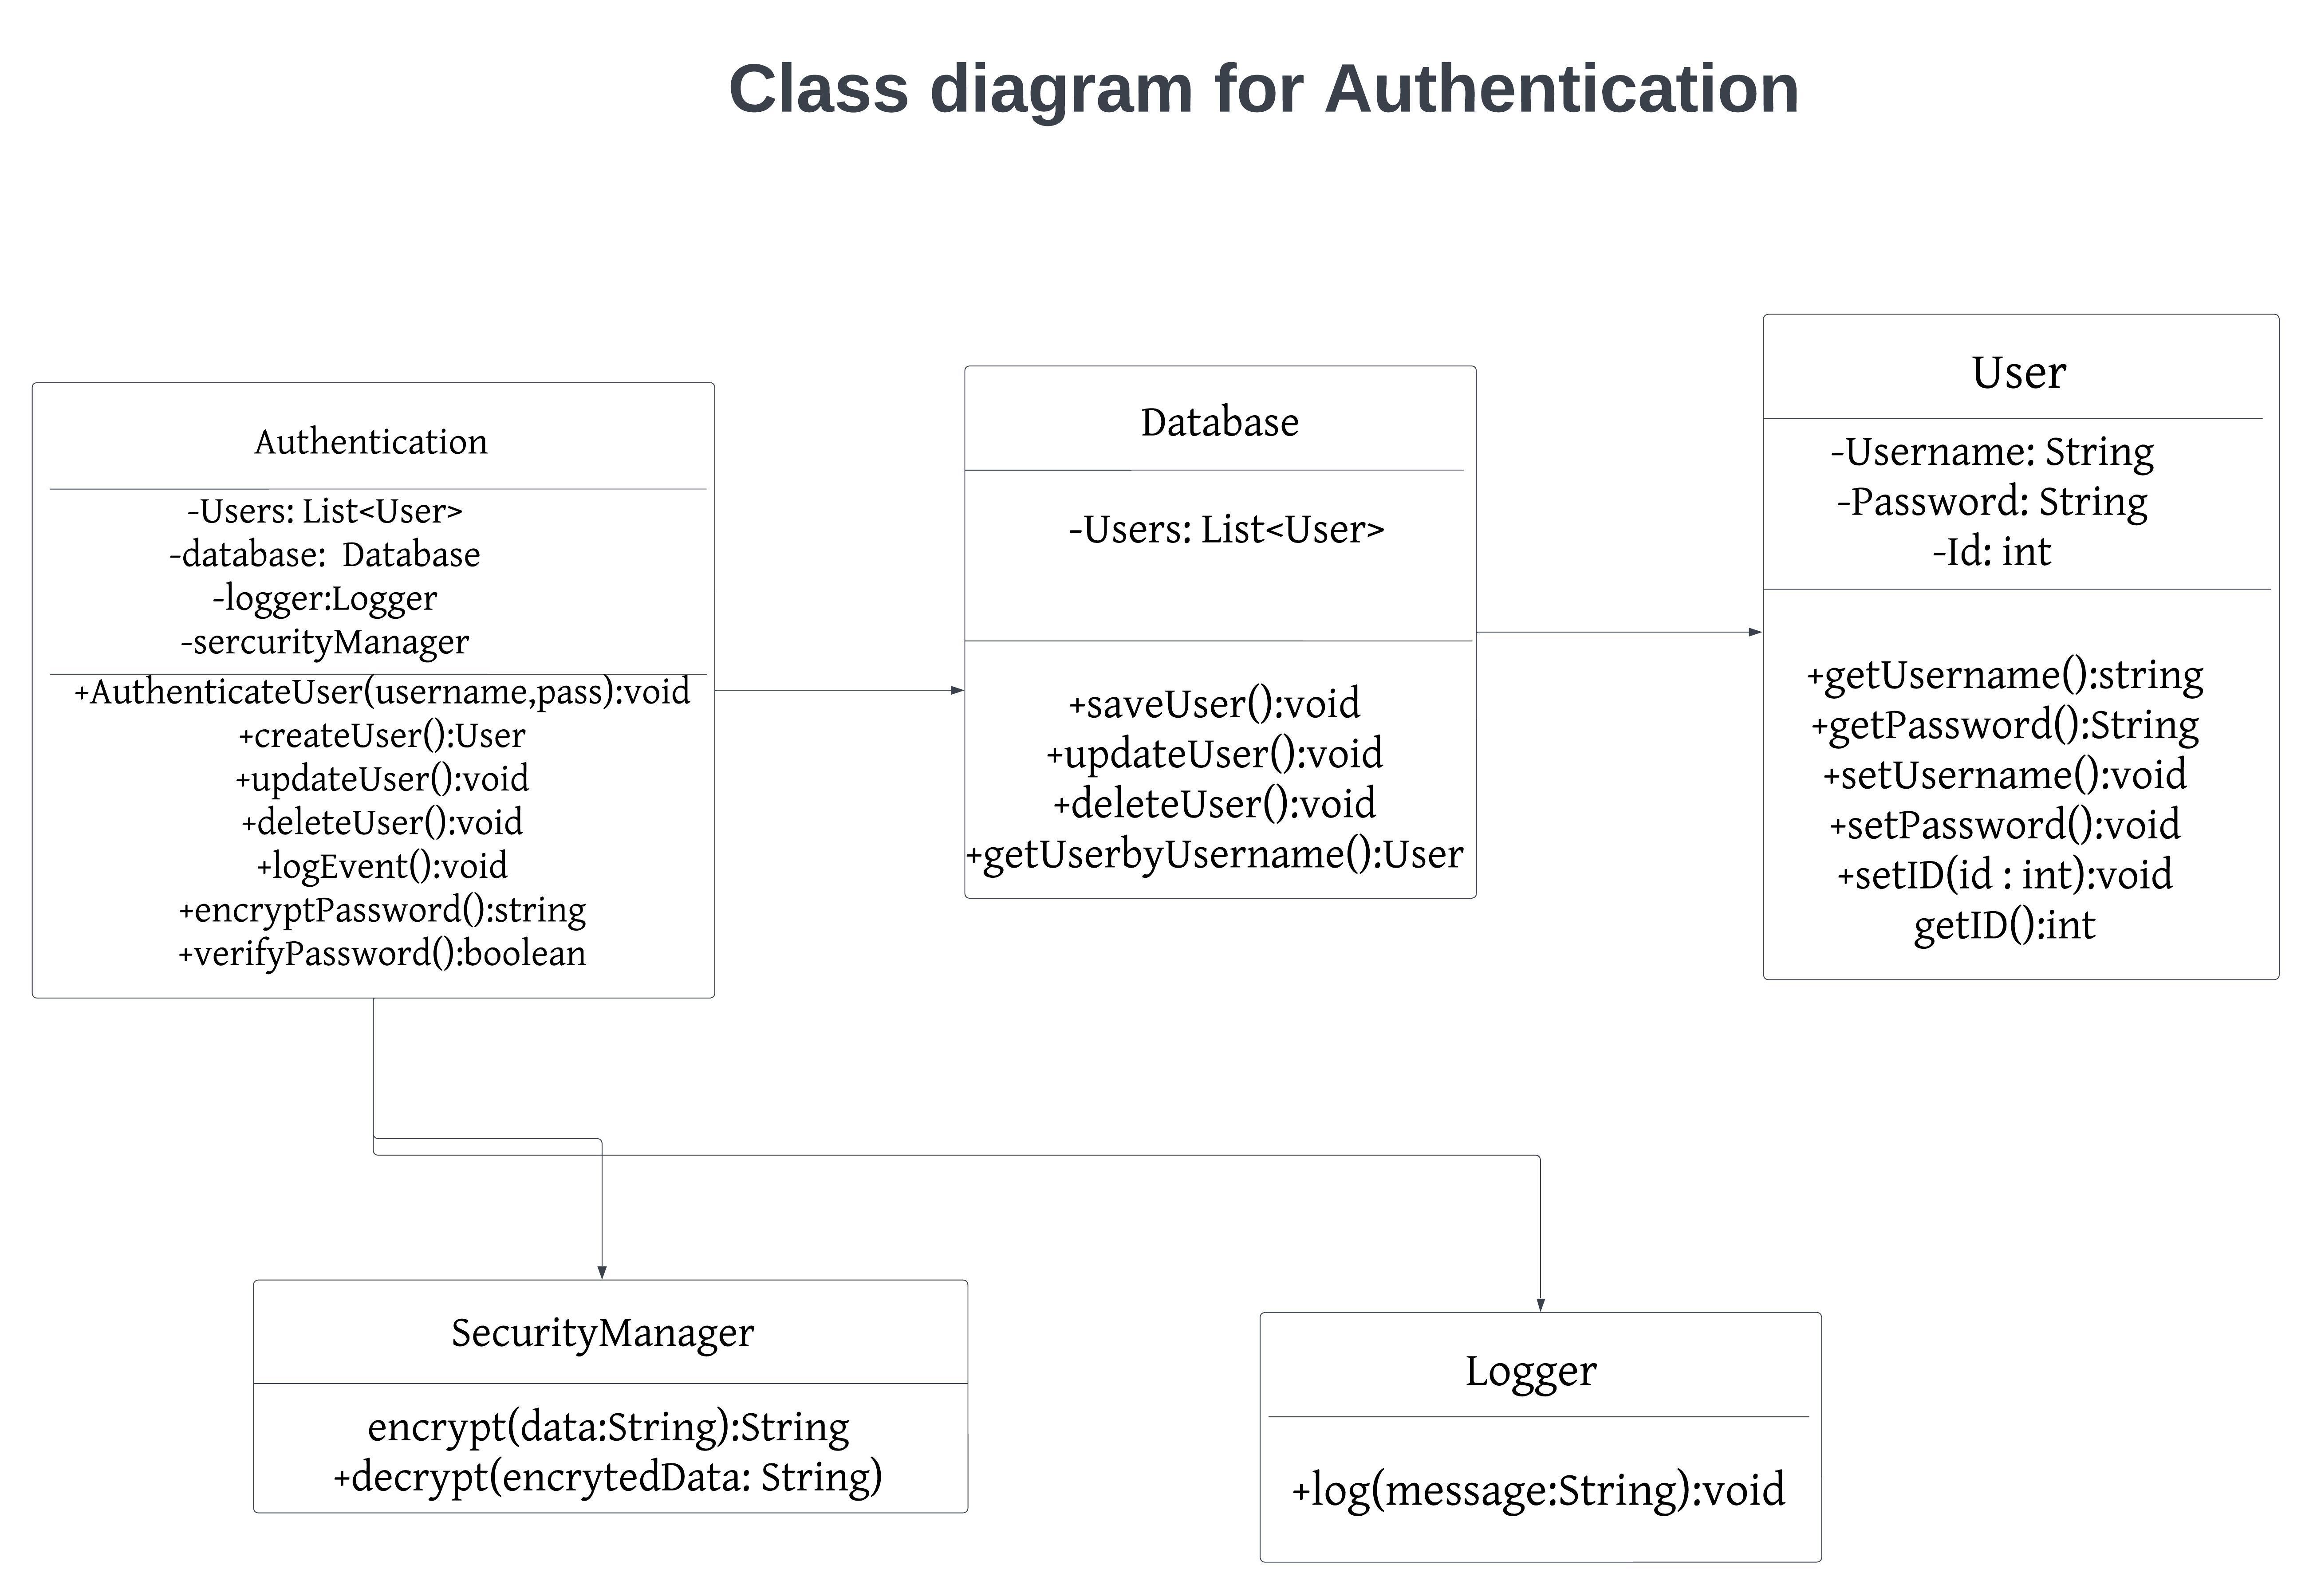 Class diagram for Authentication
Authentication
-Users: List<User>
-database:  Database
-logger:Logger
-sercurityManager
+AuthenticateUser(username,pass):void
+createUser():User
+updateUser():void
+deleteUser():void
+logEvent():void
+encryptPassword():string
+verifyPassword():boolean
Database
-Users: List<User>
+saveUser():void
+updateUser():void
+deleteUser():void
+getUserbyUsername():User
User
-Username: String
-Password: String
-Id: int
+getUsername():string
+getPassword():String
+setUsername():void
+setPassword():void
+setID(id : int):void
getID():int
SecurityManager
encrypt(data:String):String
+decrypt(encrytedData: String)
Logger
+log(message:String):void